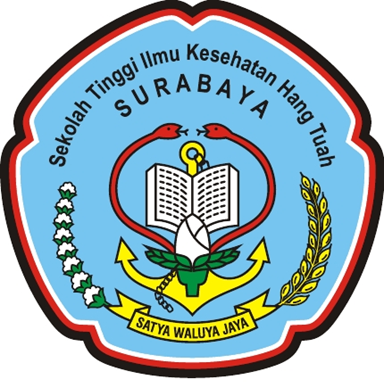 Sekolah Tinggi Ilmu Kesehatan Hang Tuah
SURABAYA
SATYA WALUYA JAYA